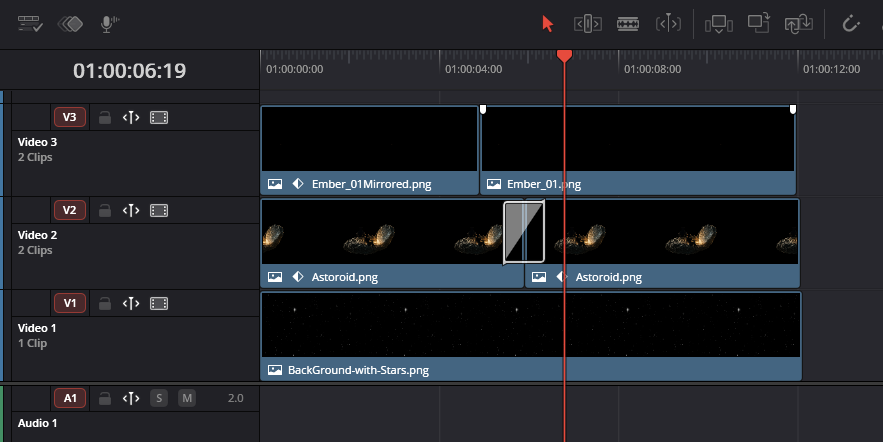 01:00:06:19
01:00:00:00
01:00:04:00
01:00:08:00
01:00:12:00
V3
Video 3
2 Clips
Ember_01Mirrored.png
Ember_01.png
V2
Video 2
2 Clips
Astoroid.png
Astoroid.png
V1
Video 1
1 Clip
BackGround-with-Stars.png
A1
S
M
2.0
Audio 1